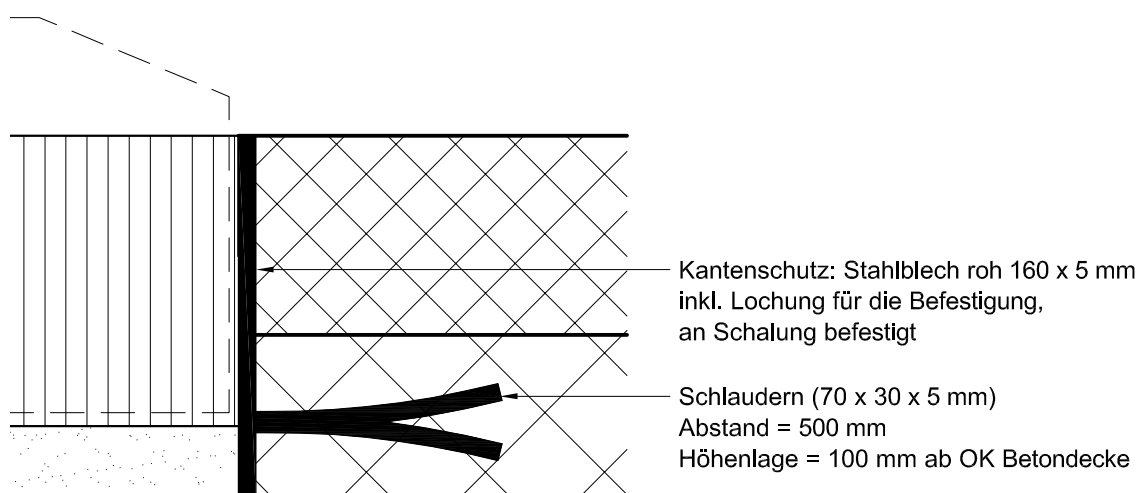 Kantenschutz: Stahlblech roh 160 x 5 mm
inkl. Lochung für die Befestigung,
an Schalung befestigt
Schlaudern (70 x 30 x 5 mm)
Abstand = 500 mm
Höhenlage = 100 mm ab OK Betondecke